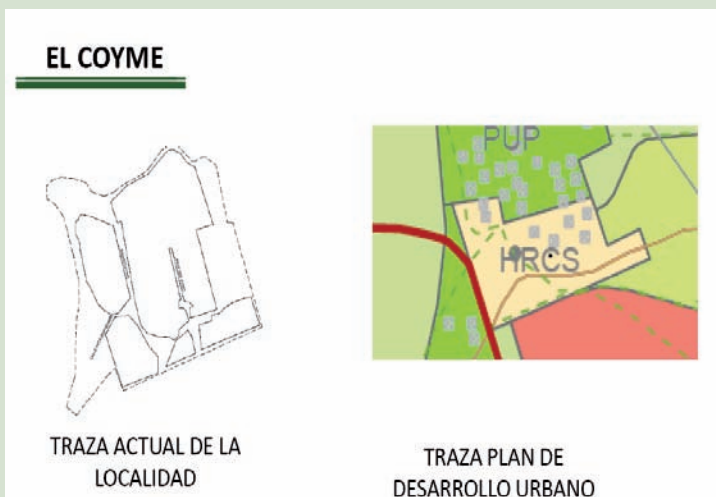 EL COYME
PUP
HRCS
TRAZA ACTUAL DE LA
LOCALIDAD
TRAZA PLAN DE
DESARROLLO URBANO